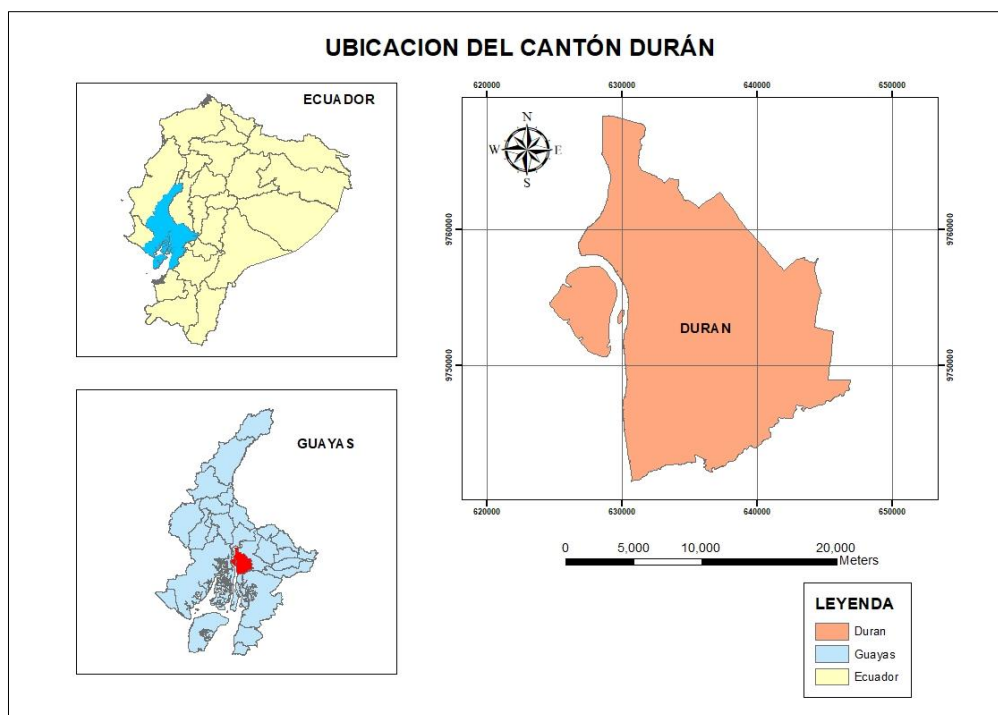 UBICACION DEL CANTÓN DURÁN
ECUADOR
GUAYAS
620000 630000 640000 650000
N
W E
S
9760000 9760000
DURAN
9750000 9750000
620000 630000 640000 650000
0 5,000 10,000 20,000
Meters
LEYENDA
Duran
Guayas
Ecuador